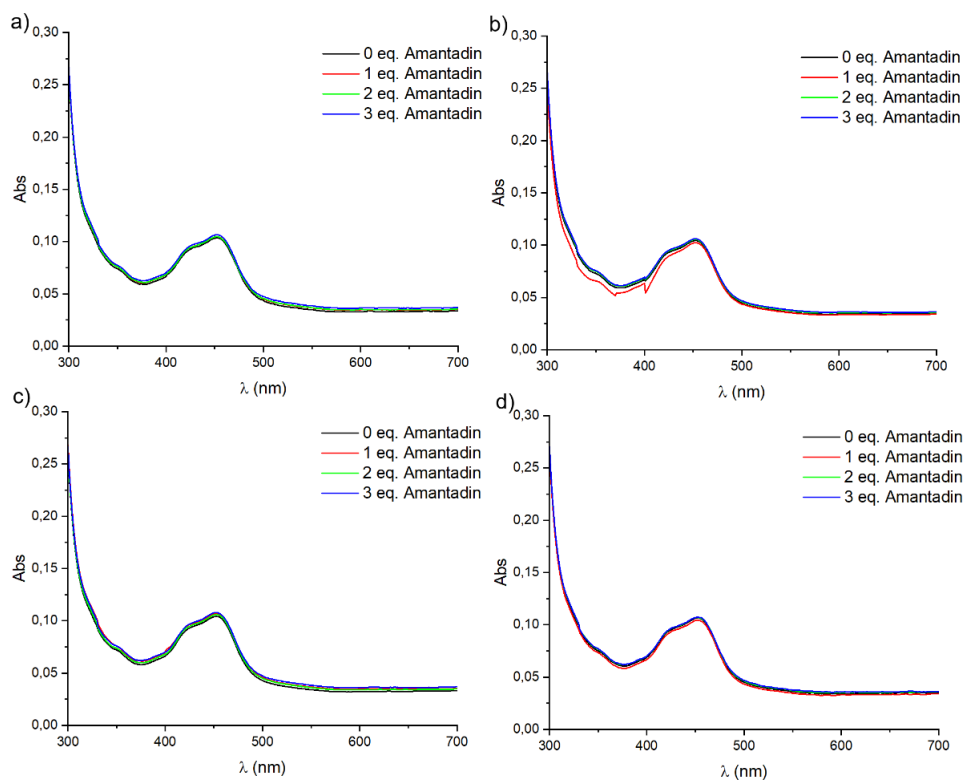 a)
0 eq. Amantadin
1 eq. Amantadin
2 eq. Amantadin
3 eq. Amantadin
0,30
0,25
0,20
0,15
0,10
0,05
0,00
Abs
300 400 500 600 700
λ (nm)
b)
0 eq. Amantadin
1 eq. Amantadin
2 eq. Amantadin
3 eq. Amantadin
0,30
0,25
0,20
0,15
0,10
0,05
0,00
Abs
300 400 500 600 700
λ (nm)
c)
0 eq. Amantadin
1 eq. Amantadin
2 eq. Amantadin
3 eq. Amantadin
0,30
0,25
0,20
0,15
0,10
0,05
0,00
Abs
300 400 500 600 700
λ (nm)
d)
0 eq. Amantadin
1 eq. Amantadin
2 eq. Amantadin
3 eq. Amantadin
0,30
0,25
0,20
0,15
0,10
0,05
0,00
Abs
300 400 500 600 700
λ (nm)